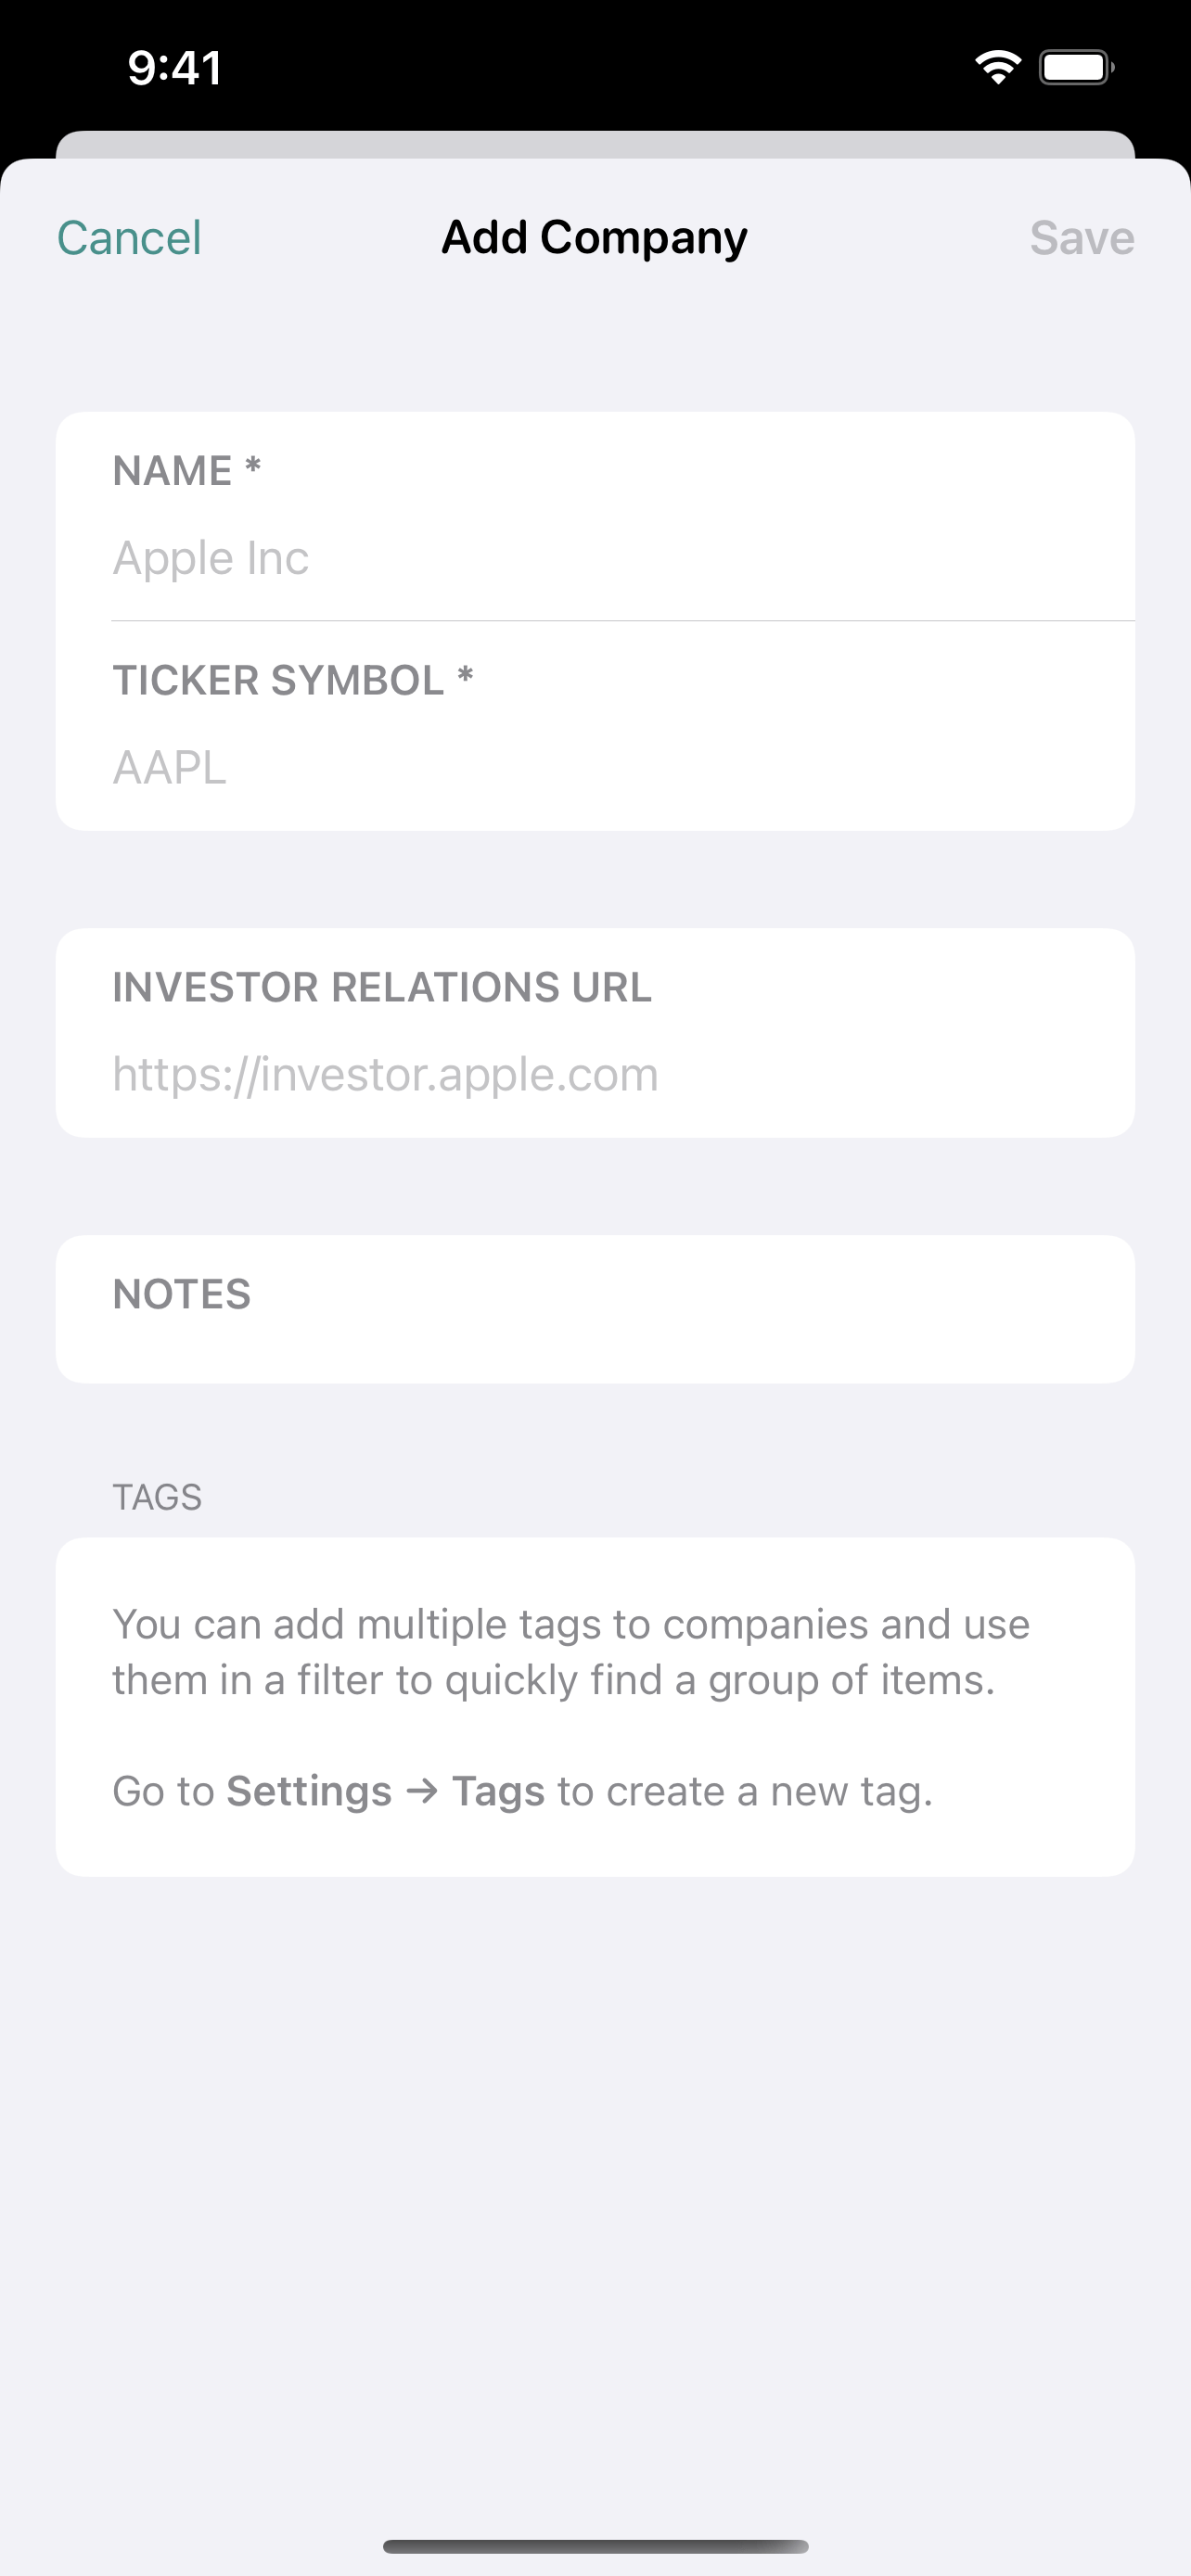 9:41
Cancel Add Company Save
NAME *
Apple Inc
TICKER SYMBOL *
AAPL
INVESTOR RELATIONS URL
https://investor.apple.com
NOTES
TAGS
You can add multiple tags to companies and use
them in a filter to quickly find a group of items.
Go to Settings → Tags to create a new tag.